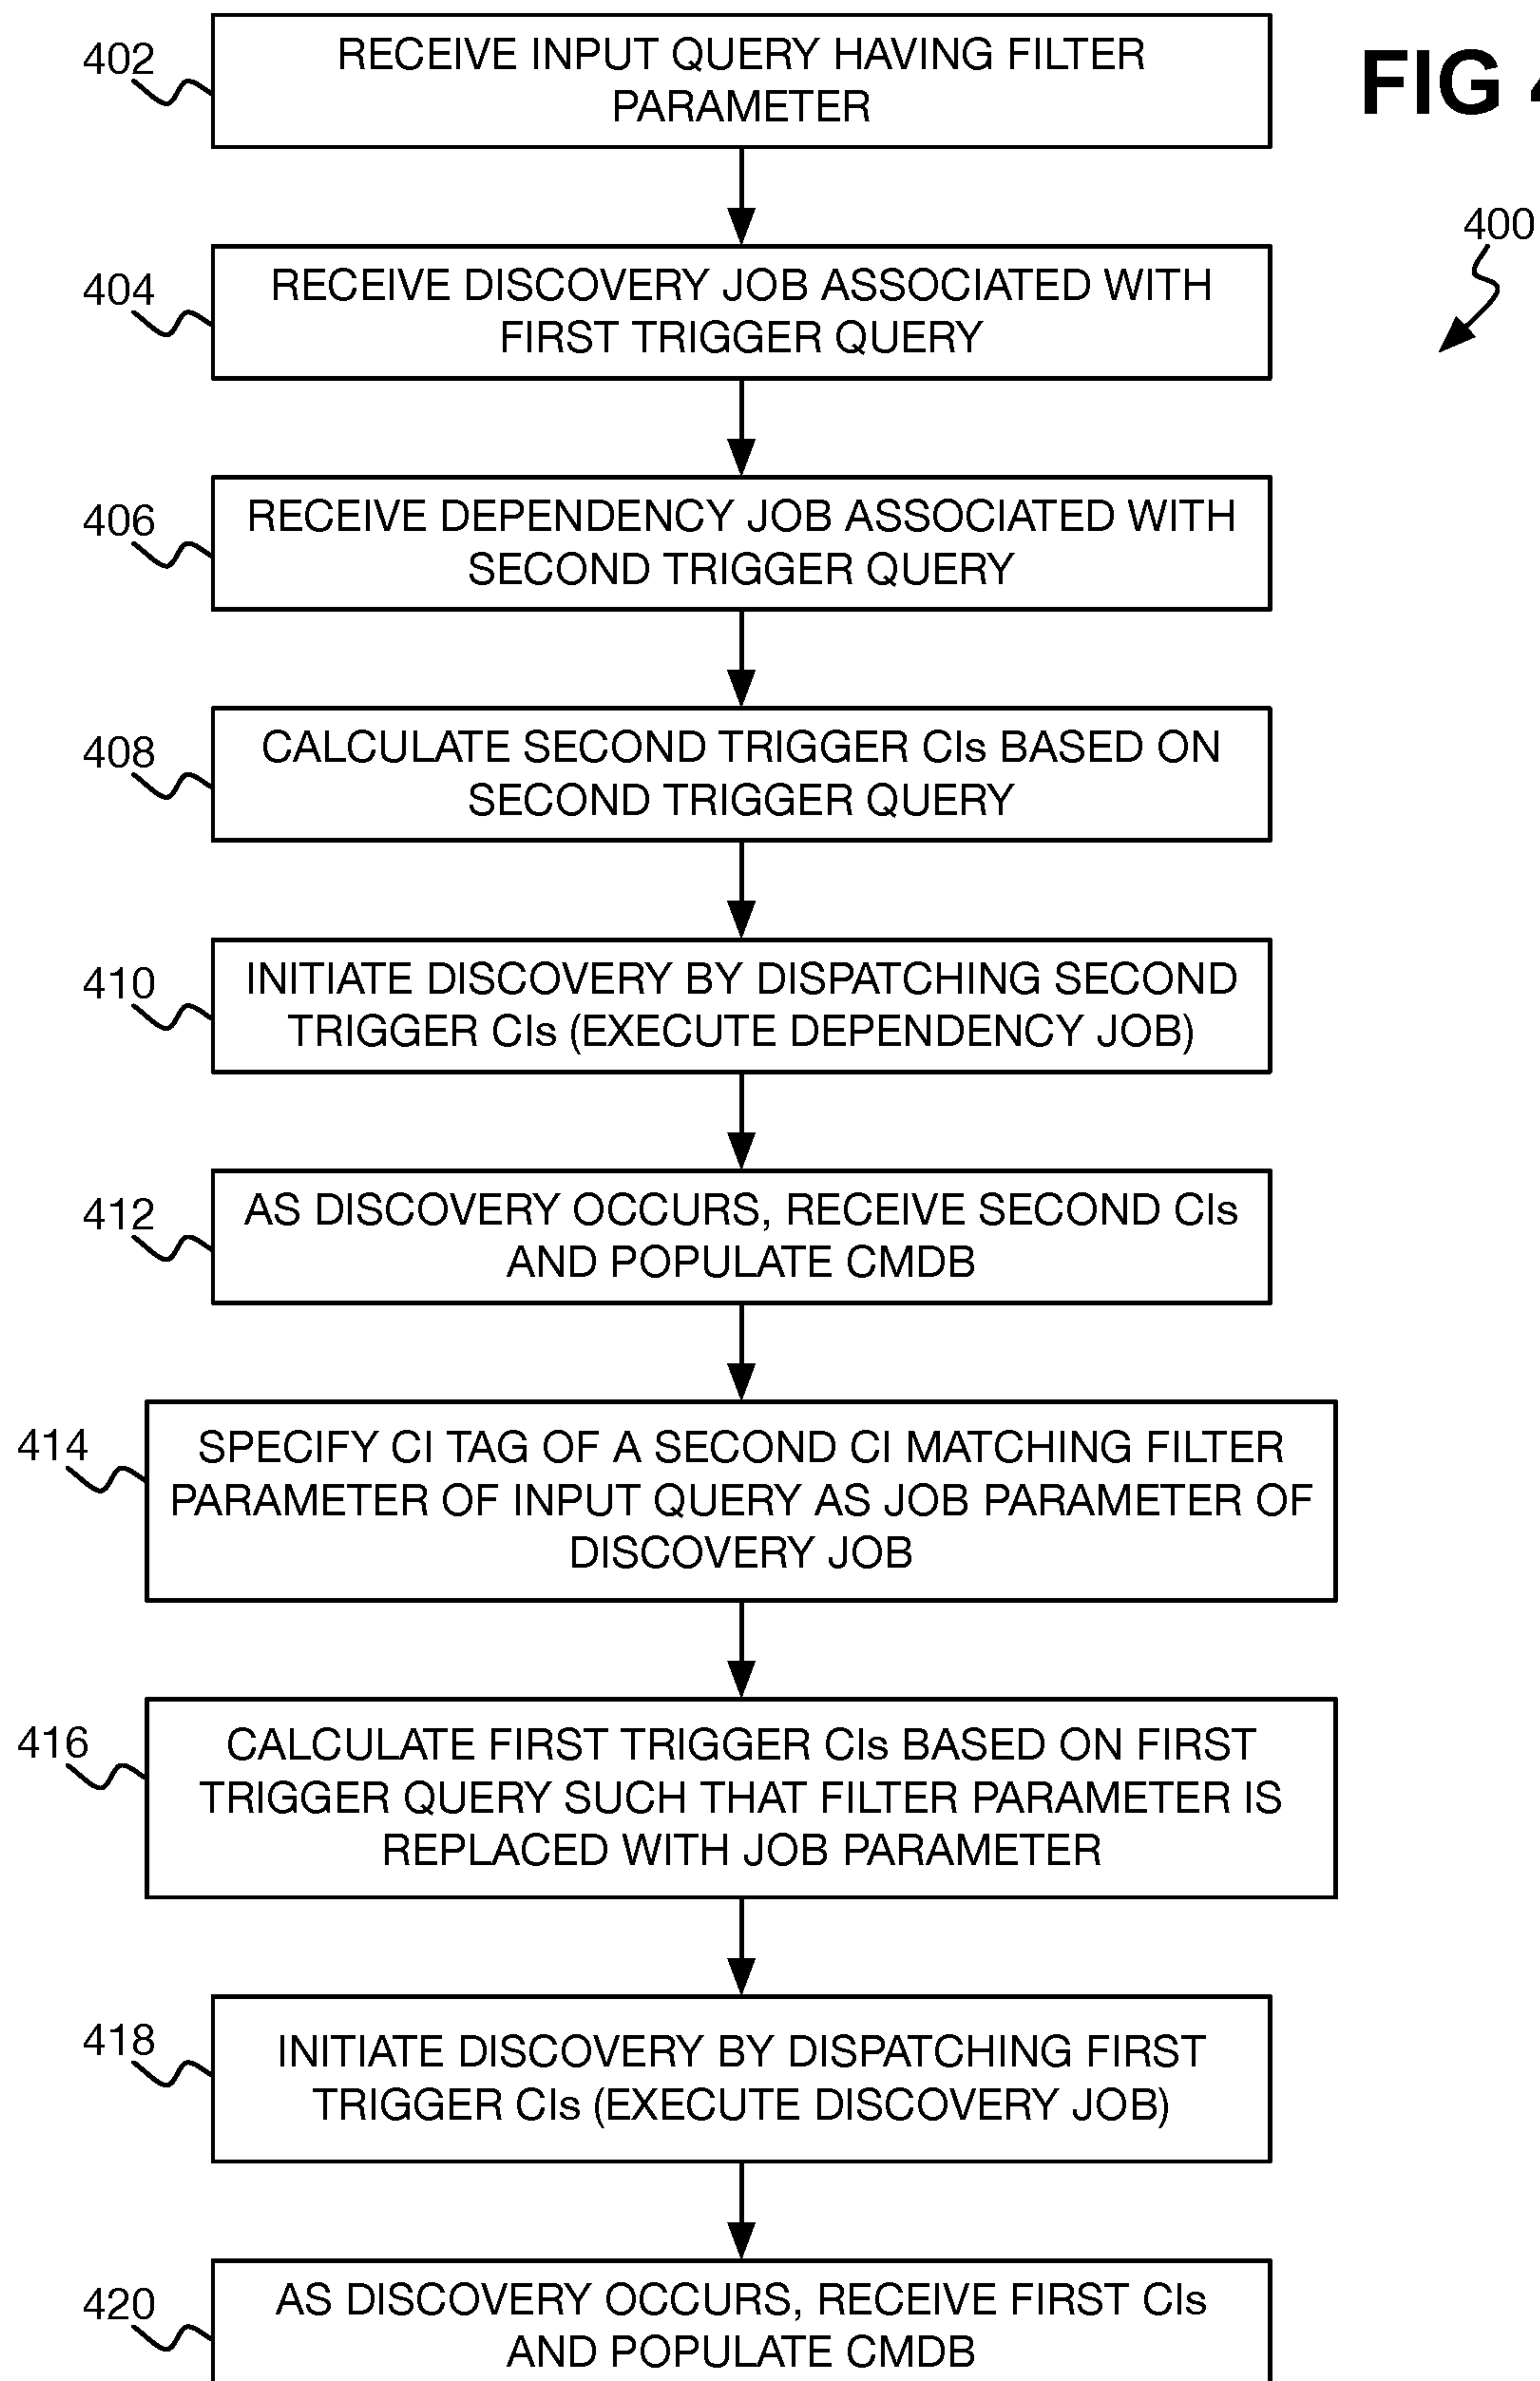 402
RECEIVE INPUT QUERY HAVING FILTER
PARAMETER
FIG
400
404
RECEIVE DISCOVERY JOB ASSOCIATED WITH
FIRST TRIGGER QUERY
406
RECEIVE DEPENDENCY JOB ASSOCIATED WITH
SECOND TRIGGER QUERY
408
CALCULATE SECOND TRIGGER CIs BASED ON
SECOND TRIGGER QUERY
410
INITIATE DISCOVERY BY DISPATCHING SECOND
TRIGGER CIs (EXECUTE DEPENDENCY JOB)
412
AS DISCOVERY OCCURS, RECEIVE SECOND CIs
AND POPULATE CMDB
414
SPECIFY CI TAG OF A SECOND CI MATCHING FILTER
PARAMETER OF INPUT QUERY AS JOB PARAMETER OF
DISCOVERY JOB
416
CALCULATE FIRST TRIGGER CIs BASED ON FIRST
TRIGGER QUERY SUCH THAT FILTER PARAMETER IS
REPLACED WITH JOB PARAMETER
418
INITIATE DISCOVERY BY DISPATCHING FIRST
TRIGGER CIs (EXECUTE DISCOVERY JOB)
420
AS DISCOVERY OCCURS, RECEIVE FIRST CIs
AND POPULATE CMDB